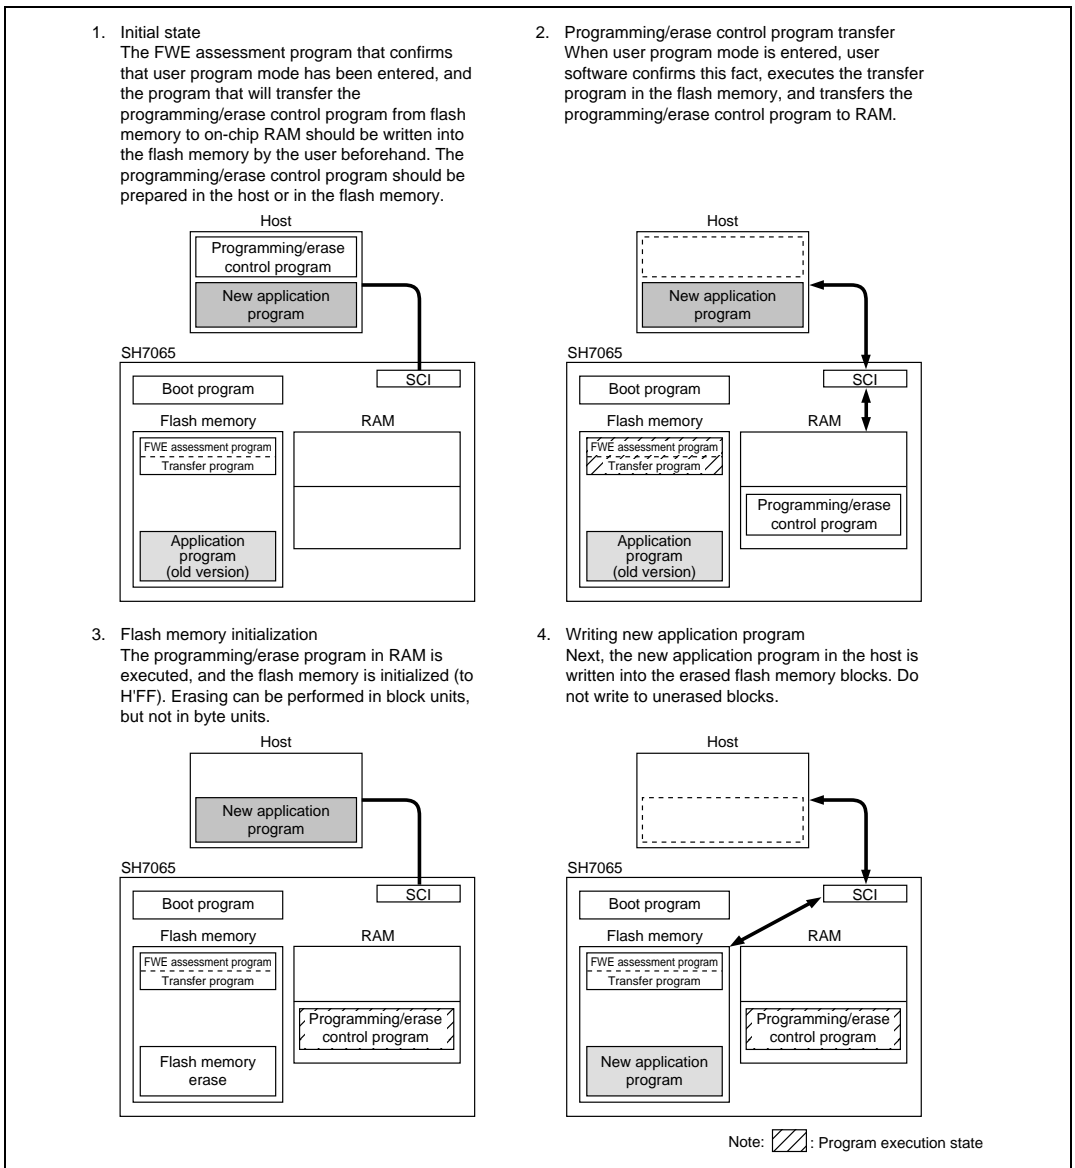 1. Initial state
The FWE assessment program that confirms
that user program mode has been entered, and
the program that will transfer the
programming/erase control program from flash
memory to on-chip RAM should be written into
the flash memory by the user beforehand. The
programming/erase control program should be
prepared in the host or in the flash memory.
Host
Programming/erase
control program
New application
program
SH7065
SCI
Boot program
Flash memory
RAM
FWE assessment program
Transfer program
Application
program
(old version)
2. Programming/erase control program transfer
When user program mode is entered, user
software confirms this fact, executes the transfer
program in the flash memory, and transfers the
programming/erase control program to RAM.
Host
New application
program
SH7065
SCI
Boot program
Flash memory
RAM
FWE assessment program
Transfer program
Programming/erase
control program
Application
program
(old version)
3. Flash memory initialization
The programming/erase program in RAM is
executed, and the flash memory is initialized (to
H'FF). Erasing can be performed in block units,
but not in byte units.
Host
New application
program
SH7065
SCI
Boot program
Flash memory
RAM
FWE assessment program
Transfer program
Programming/erase
control program
Flash memory
erase
4. Writing new application program
Next, the new application program in the host is
written into the erased flash memory blocks. Do
not write to unerased blocks.
Host
SH7065
SCI
Boot program
Flash memory
RAM
FWE assessment program
Transfer program
Programming/erase
control program
New application
program
Note: : Program execution state